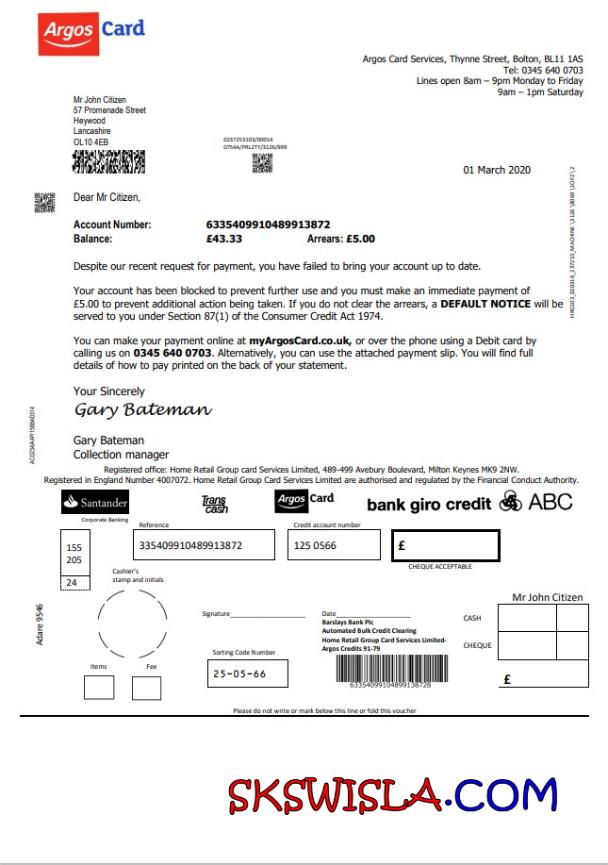 Argos Card
Argos Card Services, Thynne Street, Bolton, BL11 1AS
Tel: 0345 640 0703
Lines open 8am – 9pm Monday to Friday
9am – 1pm Saturday
Mr John Citizen
57 Promenade Street
Heywood
Lancashire
OL10 4EB
0237253103/00014
0754A/PRL2TY/3128/999
01 March 2020
Dear Mr Citizen,
Account Number: 6335409910489913872
Balance: £43.33 Arrears: £5.00
Despite our recent request for payment, you have failed to bring your account up to date.
Your account has been blocked to prevent further use and you must make an immediate payment of
£5.00 to prevent additional action being taken. If you do not clear the arrears, a DEFAULT NOTICE will be
served to you under Section 87(1) of the Consumer Credit Act 1974.
You can make your payment online at myArgosCard.co.uk, or over the phone using a Debit card by
calling us on 0345 640 0703. Alternatively, you can use the attached payment slip. You will find full
details of how to pay printed on the back of your statement.
Your Sincerely
Gary Bateman
Gary Bateman
Collection manager
Registered office: Home Retail Group card Services Limited, 489-499 Avebury Boulevard, Milton Keynes MK9 2NW.
Registered in England Number 4007072. Home Retail Group Card Services Limited are authorised and regulated by the Financial Conduct Authority.
Santander
Corporate Banking
Trans cash
Argos Card
bank giro credit ABC
Reference
Credit account number
155
205
24
335409910489913872
125 0566
£
CHEQUE ACCEPTABLE
Cashier's
stamp and initials
Mr John Citizen
Adare 9546
Signature
Date
Barclays Bank Plc
Automated Bulk Credit Clearing
Home Retail Group Card Services Limited-
Argos Credits 91-79
CASH
CHEQUE
£
Sorting Code Number
25-05-66
63354099104899138728
Items
Fee
Please do not write or mark below this line or fold this voucher
SKSWISLA.COM